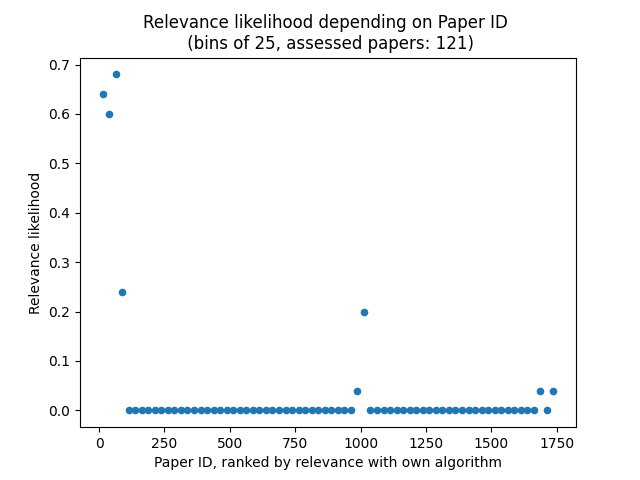 Relevance likelihood depending on Paper ID
(bins of 25, assessed papers: 121)
0.7
0.6
0.5
0.4
0.3
0.2
0.1
0.0
Relevance likelihood
0 250 500 750 1000 1250 1500 1750
Paper ID, ranked by relevance with own algorithm